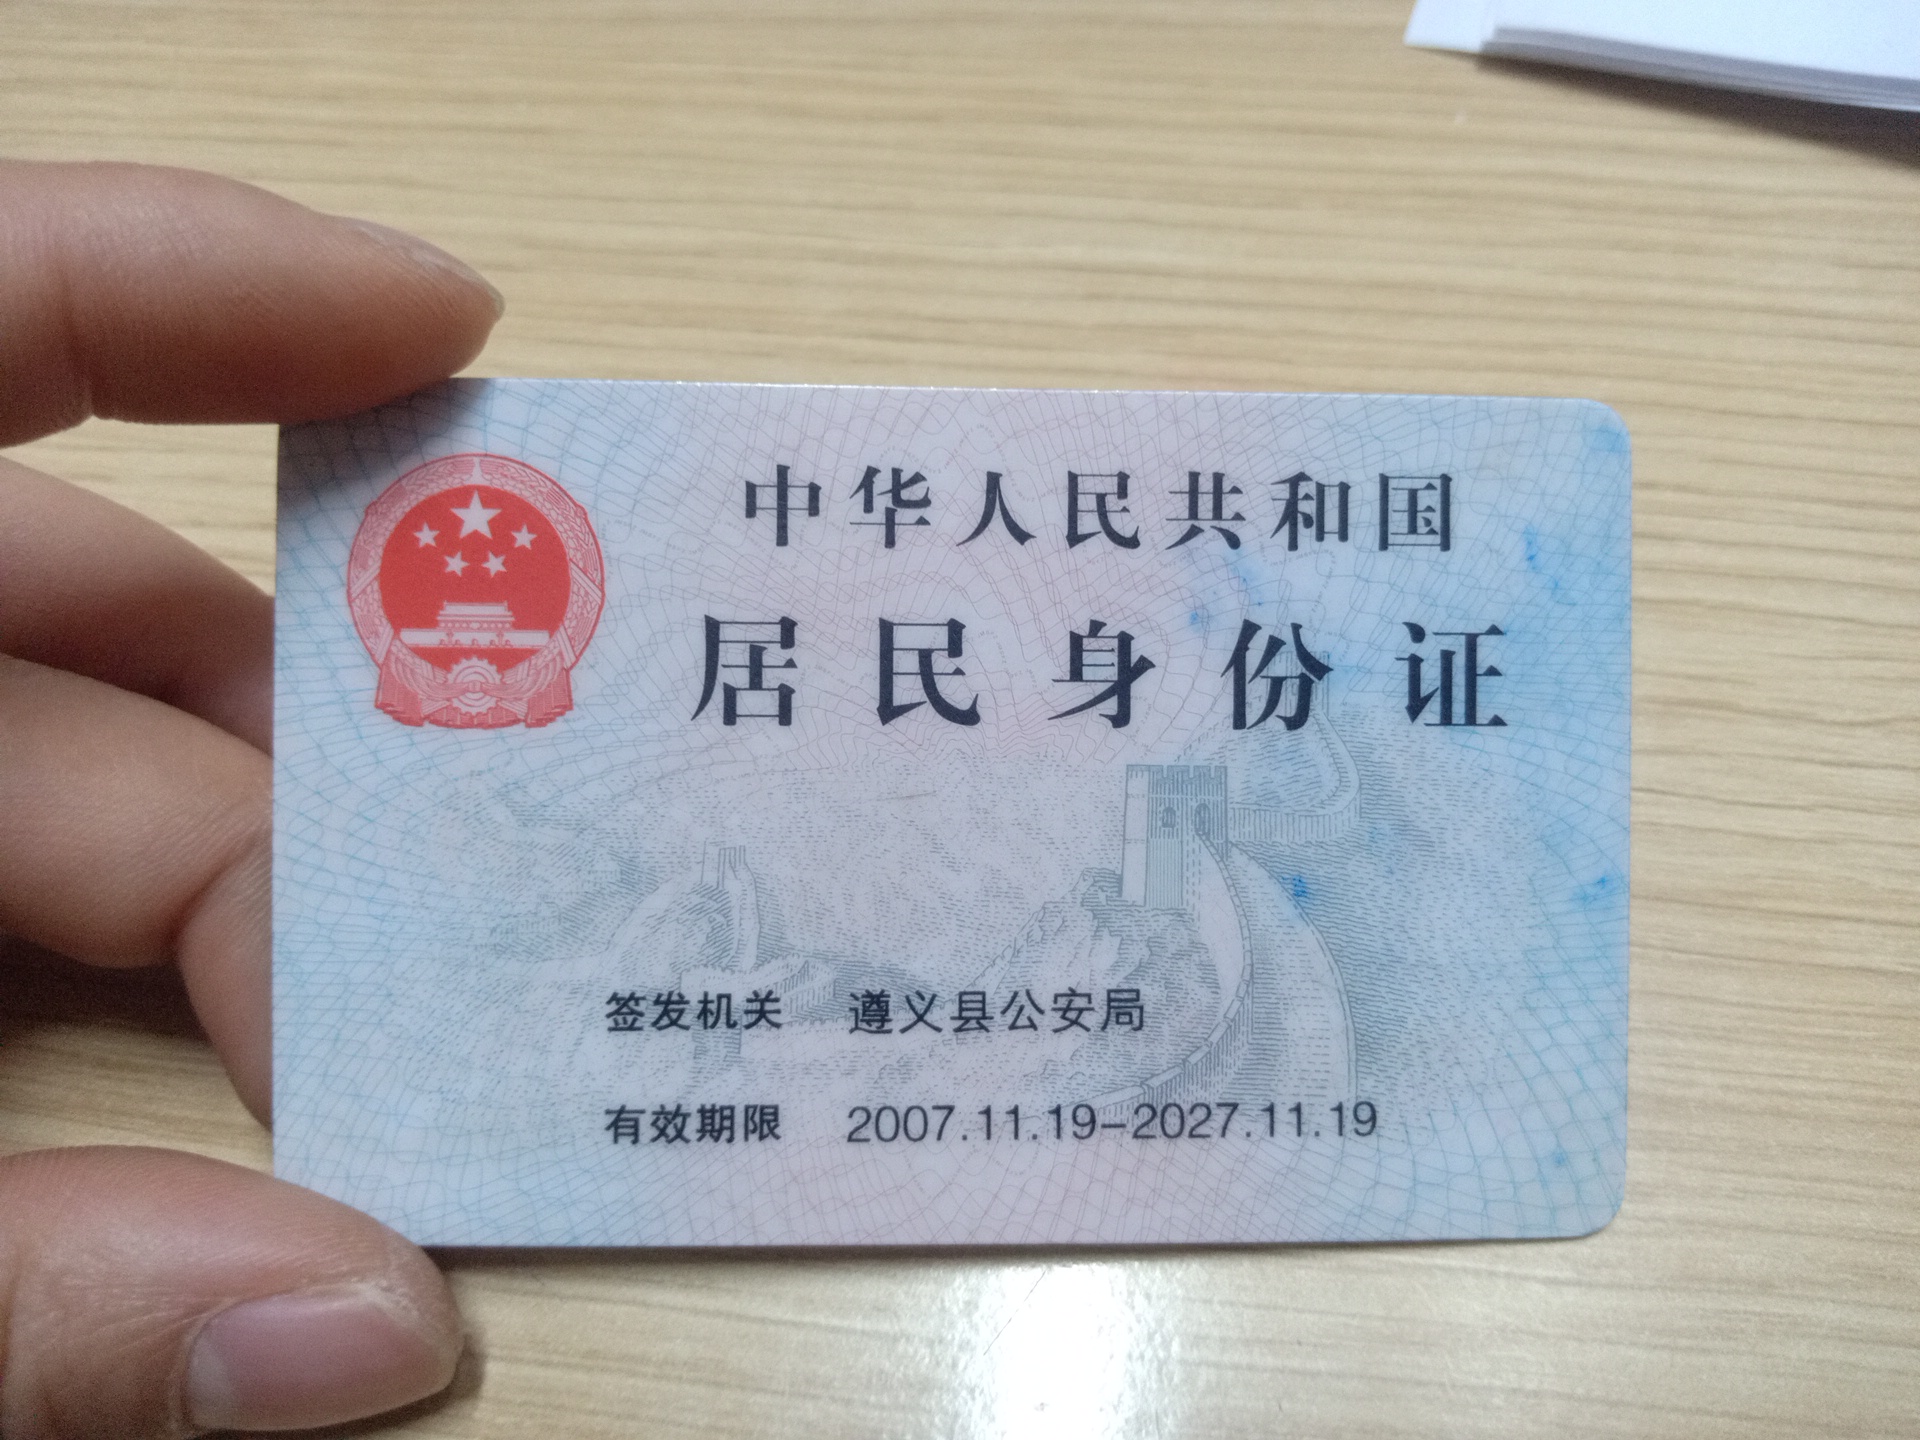 中华人民共和国
居民身份证
签发机关 遵义县公安局
有效期限 2007.11.19-2027.11.19